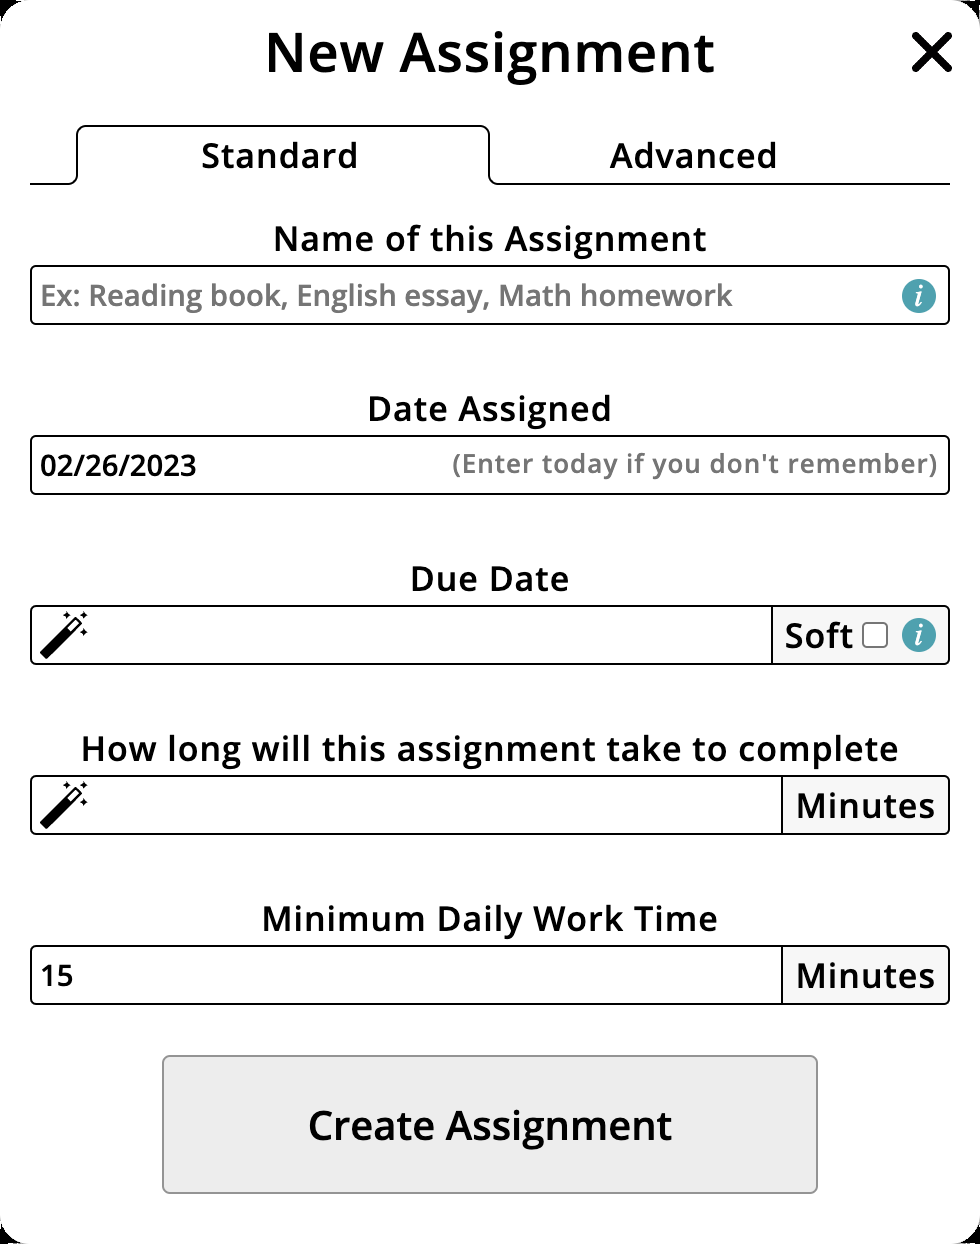 New Assignment
Standard Advanced
Name of this Assignment
Ex: Reading book, English essay, Math homework i
Date Assigned
02/26/2023 (Enter today if you don't remember)
Due Date
Soft i
How long will this assignment take to complete
Minutes
Minimum Daily Work Time
15 Minutes
Create Assignment